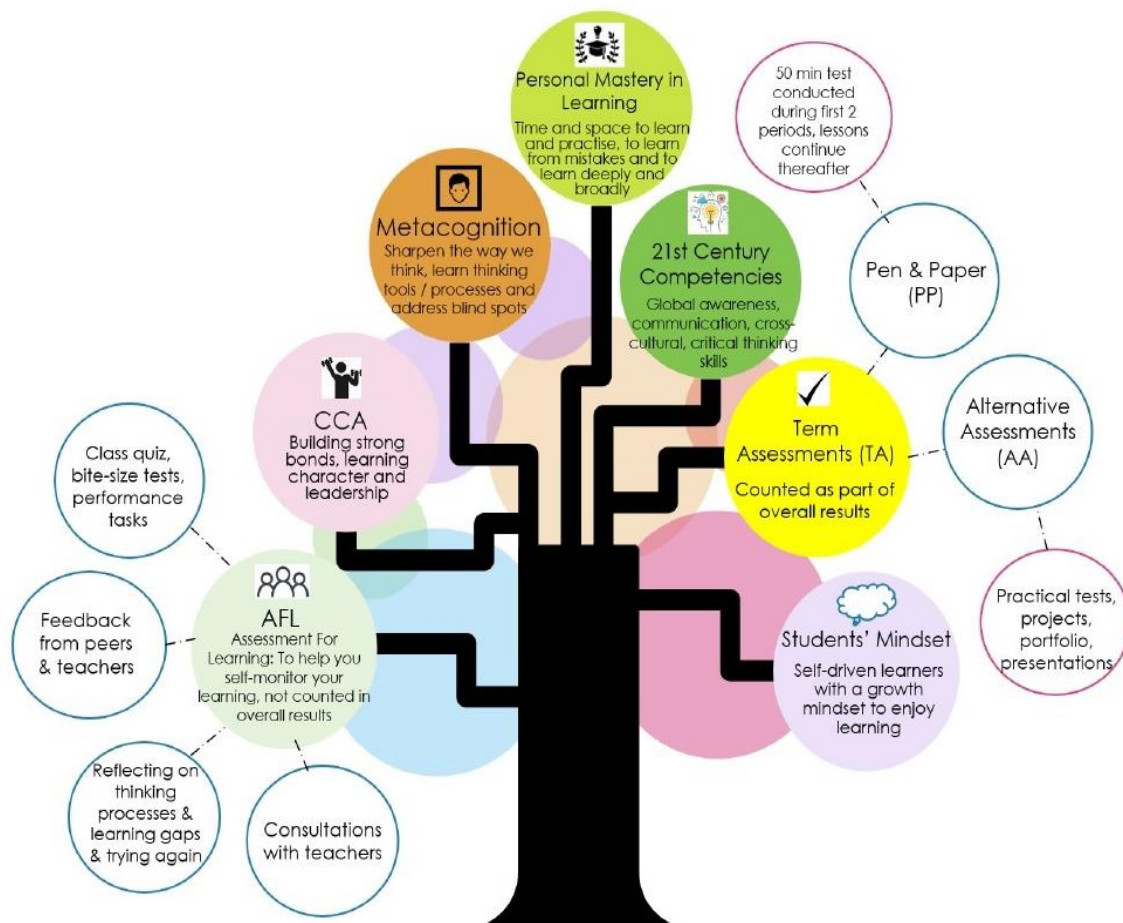 Personal Mastery in
Learning
Time and space to learn
and practise, to learn
from mistakes and to
learn deeply and
broadly
50 min test
conducted
during first 2
periods, lessons
continue
thereafter
Metacognition
Sharpen the way we
think, learn thinking
tools / processes and
address blind spots
21st Century
Competencies
Global awareness,
communication, cross-
cultural, critical thinking
skills
Pen & Paper
(PP)
CCA
Building strong
bonds, learning
character and
leadership
Term
Assessments (TA)
Counted as part of
overall results
Alternative
Assessments
(AA)
Class quiz,
bite-size tests,
performance
tasks
Feedback
from peers
& teachers
AFL
Assessment For
Learning: To help you
self-monitor your
learning, not counted in
overall results
Students’ Mindset
Self-driven learners
with a growth
mindset to enjoy
learning
Practical tests,
projects,
portfolio,
presentations
Reflecting on
thinking
processes &
learning gaps
& trying again
Consultations
with teachers